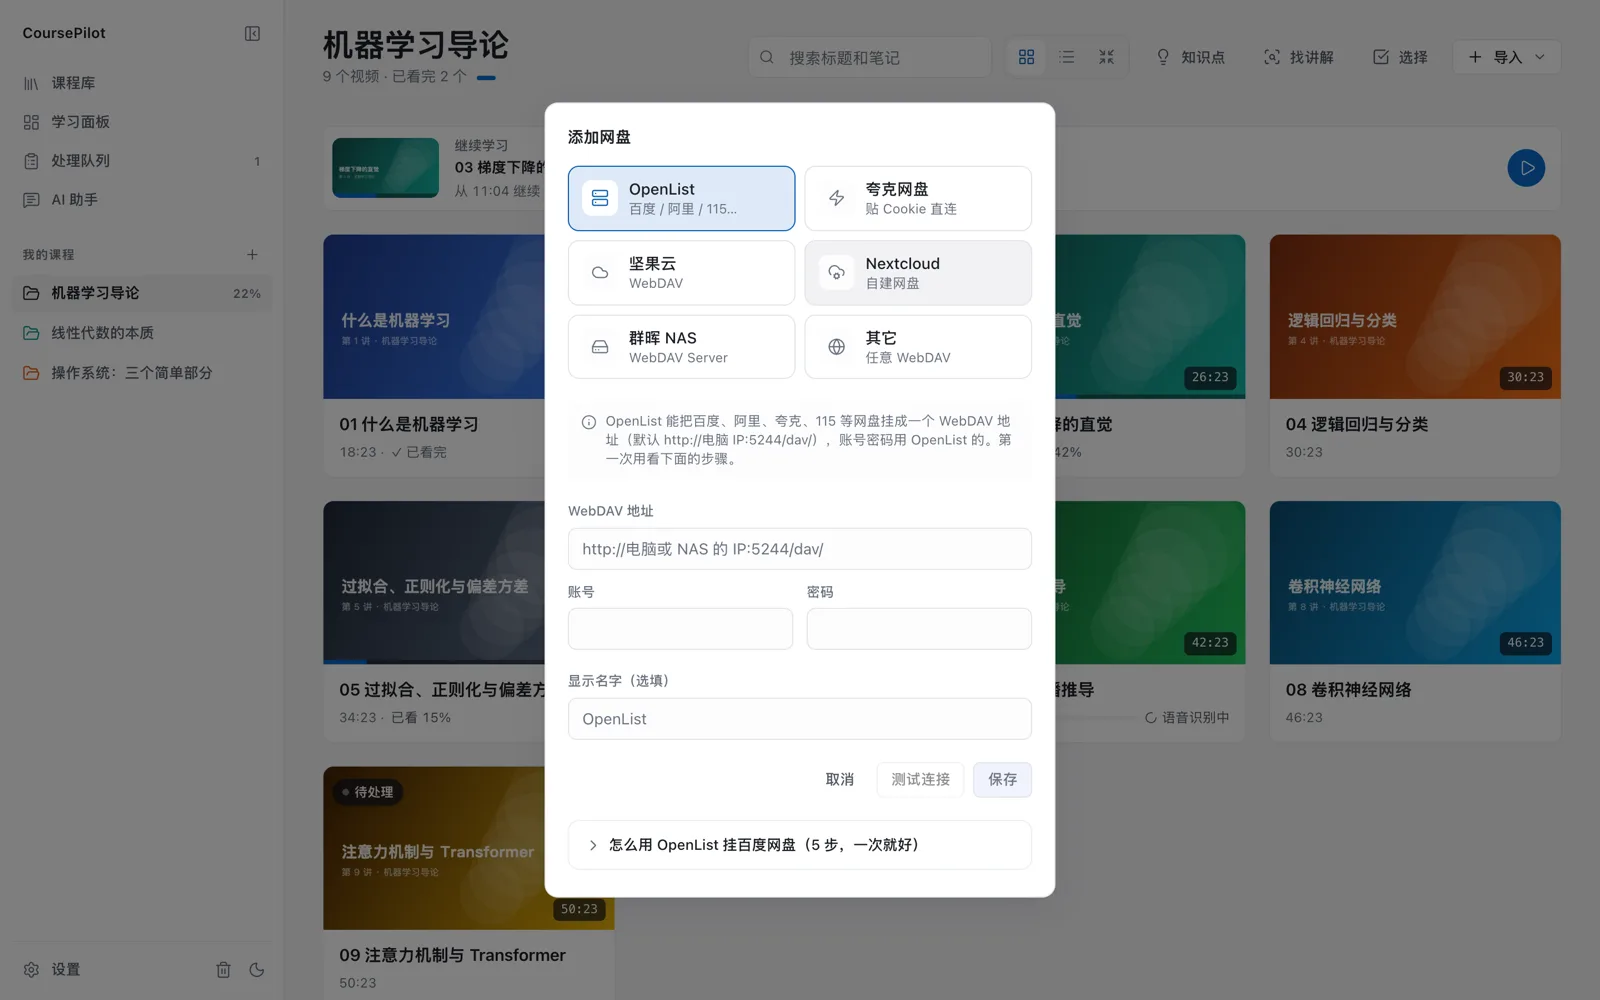 CoursePilot
课程库
学习面板
处理队列
1
AI 助手
我的课程
机器学习导论
22%
线性代数的本质
操作系统：三个简单部分
设置
机器学习导论
9 个视频 · 已看完 2 个
搜索标题和笔记
知识点
找讲解
选择
导入
梯度下降的直觉
继续学习
03 梯度下降的
从 11:04 继续
什么是机器学习
第 1 讲 · 机器学习导论
01 什么是机器学习
18:23 · 已看完
直觉
导论
26:23
的直觉
42%
逻辑回归与分类
第 4 讲 · 机器学习导论
30:23
04 逻辑回归与分类
30:23
过拟合、正则化与偏差方差
第 5 讲 · 机器学习导论
05 过拟合、正则化与偏差方
34:23 · 已看 15%
导
导论
42:23
播推导
语音识别中
卷积神经网络
第 8 讲 · 机器学习导论
46:23
08 卷积神经网络
46:23
待处理
注意力机制与 Transformer
第 9 讲 · 机器学习导论
50:23
09 注意力机制与 Transformer
50:23
添加网盘
OpenList
百度 / 阿里 / 115...
夸克网盘
贴 Cookie 直连
坚果云
WebDAV
Nextcloud
自建网盘
群晖 NAS
WebDAV Server
其它
任意 WebDAV
OpenList 能把百度、阿里、夸克、115 等网盘挂成一个 WebDAV 地
址（默认 http://电脑 IP:5244/dav/），账号密码用 OpenList 的。第
一次用看下面的步骤。
WebDAV 地址
http://电脑或 NAS 的 IP:5244/dav/
账号
密码
显示名字（选填）
OpenList
取消
测试连接
保存
怎么用 OpenList 挂百度网盘（5 步，一次就好）